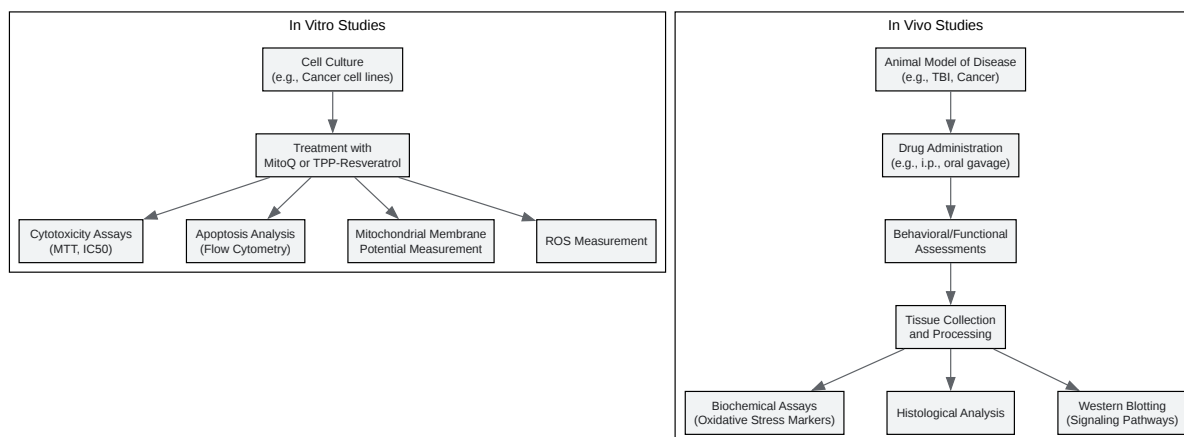 In Vitro Studies
Cell Culture
(e.g., Cancer cell lines)
Treatment with
MitoQ or TPP-Resveratrol
Cytotoxicity Assays
(MTT, IC50)
Apoptosis Analysis
(Flow Cytometry)
Mitochondrial Membrane
Potential Measurement
ROS Measurement
In Vivo Studies
Animal Model of Disease
(e.g., TBI, Cancer)
Drug Administration
(e.g., i.p., oral gavage)
Behavioral/Functional
Assessments
Tissue Collection
and Processing
Biochemical Assays
(Oxidative Stress Markers)
Histological Analysis
Western Blotting
(Signaling Pathways)